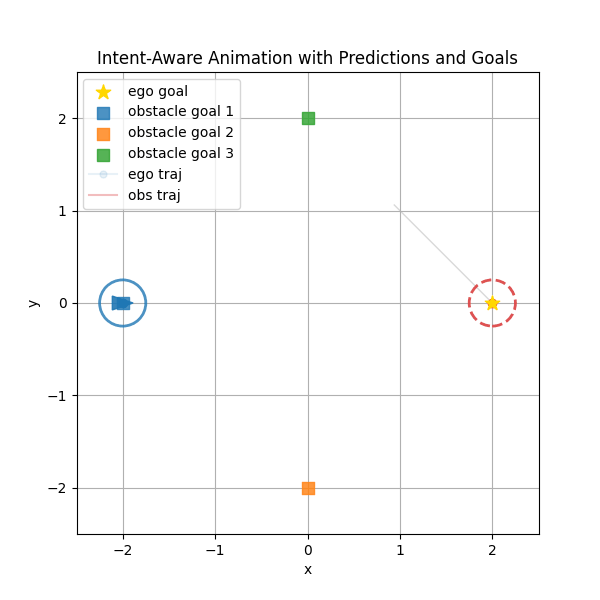 Intent-Aware Animation with Predictions and Goals
ego goal
obstacle goal 1
obstacle goal 2
obstacle goal 3
ego traj
obs traj
2
1
0
−1
−2
y
−2
−1
0
1
2
x